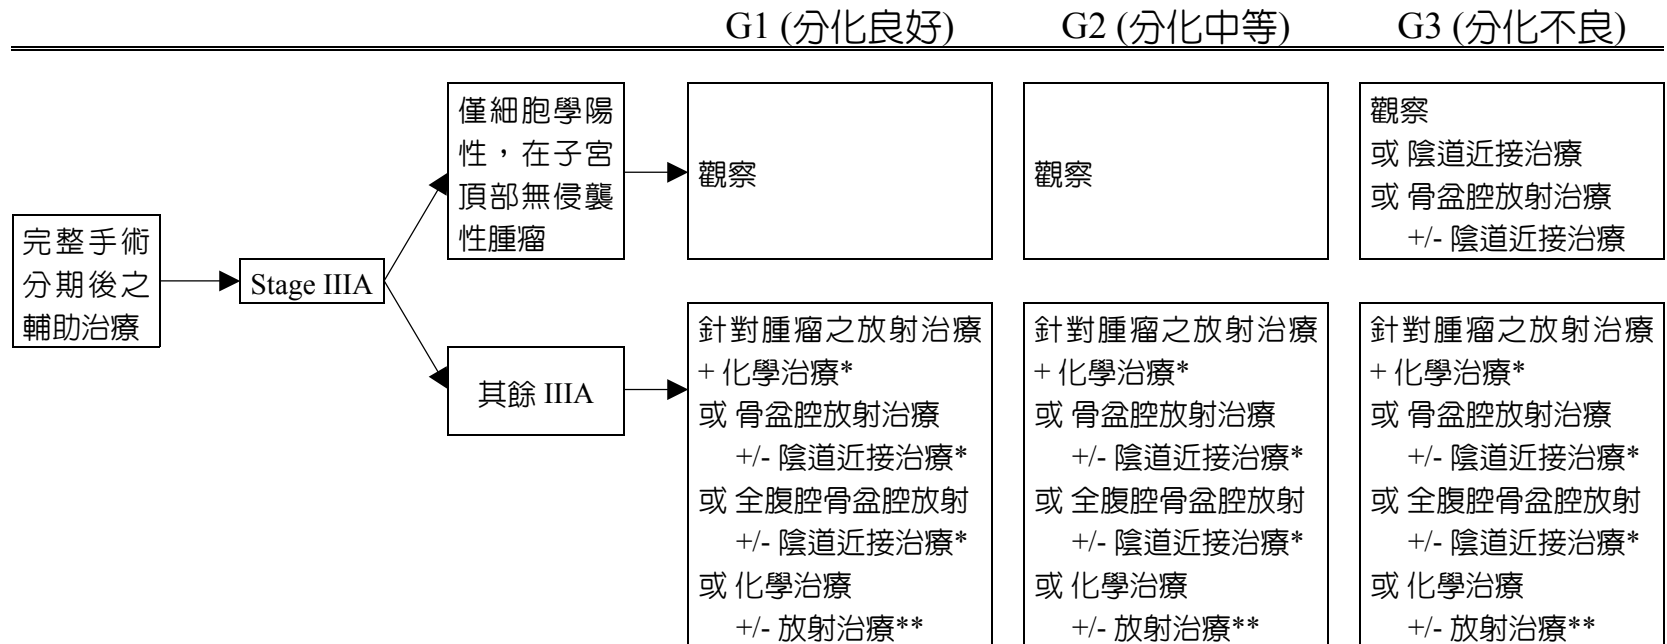 G1 (分化良好)
G2 (分化中等)
G3 (分化不良)
完整手術
分期後之
輔助治療
Stage IIIA
僅細胞學陽
性，在子宮
頂部無侵襲
性腫瘤
觀察
觀察
觀察
或 陰道近接治療
或 骨盆腔放射治療
+/- 陰道近接治療
其餘 IIIA
針對腫瘤之放射治療
+ 化學治療*
或 骨盆腔放射治療
+/- 陰道近接治療*
或 全腹腔骨盆腔放射
+/- 陰道近接治療*
或 化學治療
+/- 放射治療**
針對腫瘤之放射治療
+ 化學治療*
或 骨盆腔放射治療
+/- 陰道近接治療*
或 全腹腔骨盆腔放射
+/- 陰道近接治療*
或 化學治療
+/- 放射治療**
針對腫瘤之放射治療
+ 化學治療*
或 骨盆腔放射治療
+/- 陰道近接治療*
或 全腹腔骨盆腔放射
+/- 陰道近接治療*
或 化學治療
+/- 放射治療**